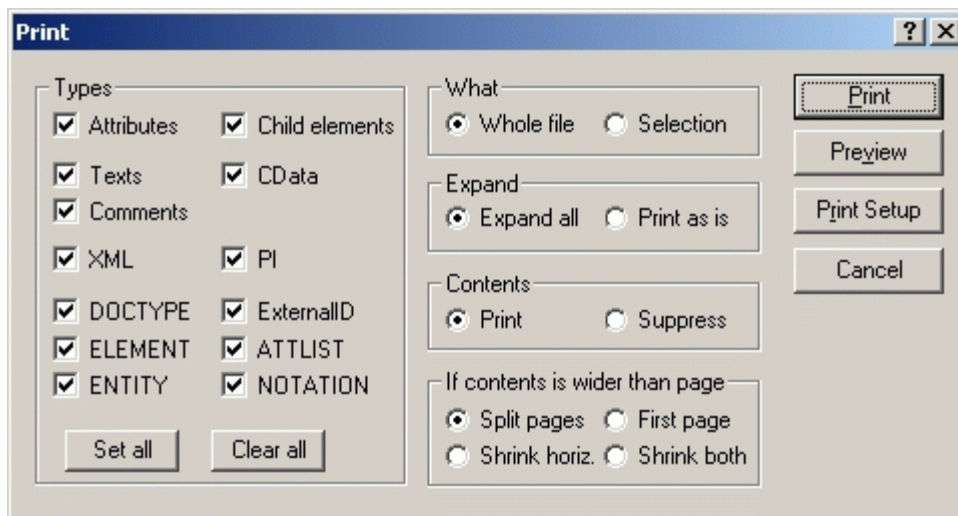 Print
Types
Attributes
Child elements
Texts
CData
Comments
XML
PI
DOCTYPE
ExternalID
ELEMENT
ATTLIST
ENTITY
NOTATION
Set all
Clear all
What
Whole file
Selection
Expand
Expand all
Print as is
Contents
Print
Suppress
If contents is wider than page
Split pages
First page
Shrink horiz.
Shrink both
Print
Preview
Print Setup
Cancel